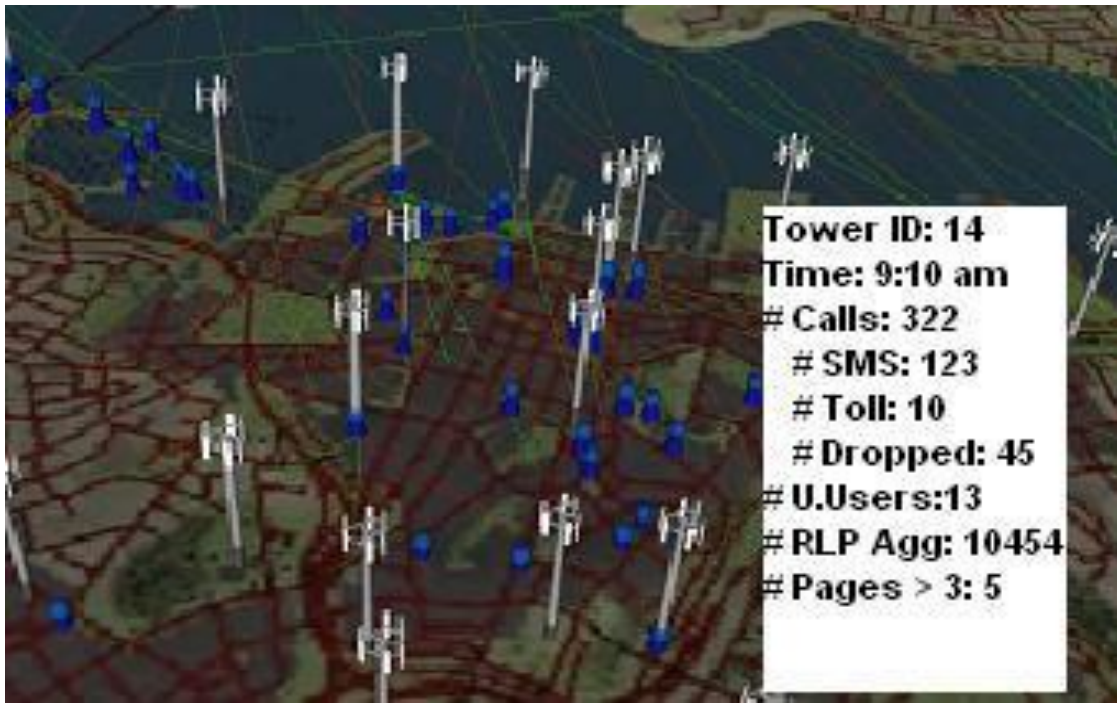 Tower ID: 14
Time: 9:10 am
# Calls: 322
# SMS: 123
# Toll: 10
# Dropped: 45
# U.Users:13
# RLP Agg: 10454
# Pages > 3: 5